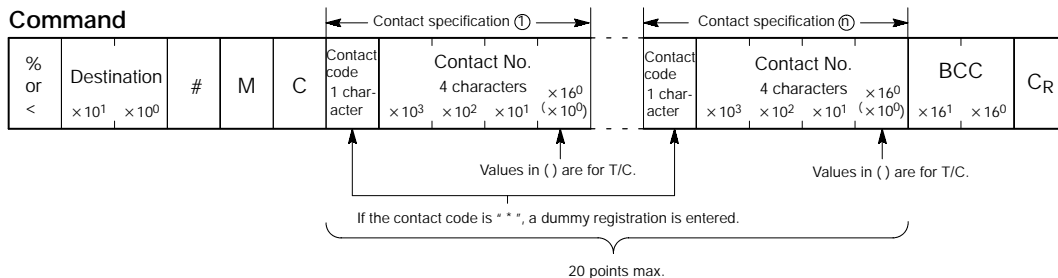 Command
Contact specification ①
Contact specification ⓝ
% or <
Destination
×10¹ ×10⁰
#
M
C
Contact code 1 char-acter
Contact No.
4 characters
×10³ ×10² ×10¹ ×16⁰ (×10⁰)
Contact code 1 char-acter
Contact No.
4 characters
×10³ ×10² ×10¹ ×16⁰ (×10⁰)
BCC
×16¹ ×16⁰
CR
Values in ( ) are for T/C.
Values in ( ) are for T/C.
If the contact code is “ * ”, a dummy registration is entered.
20 points max.